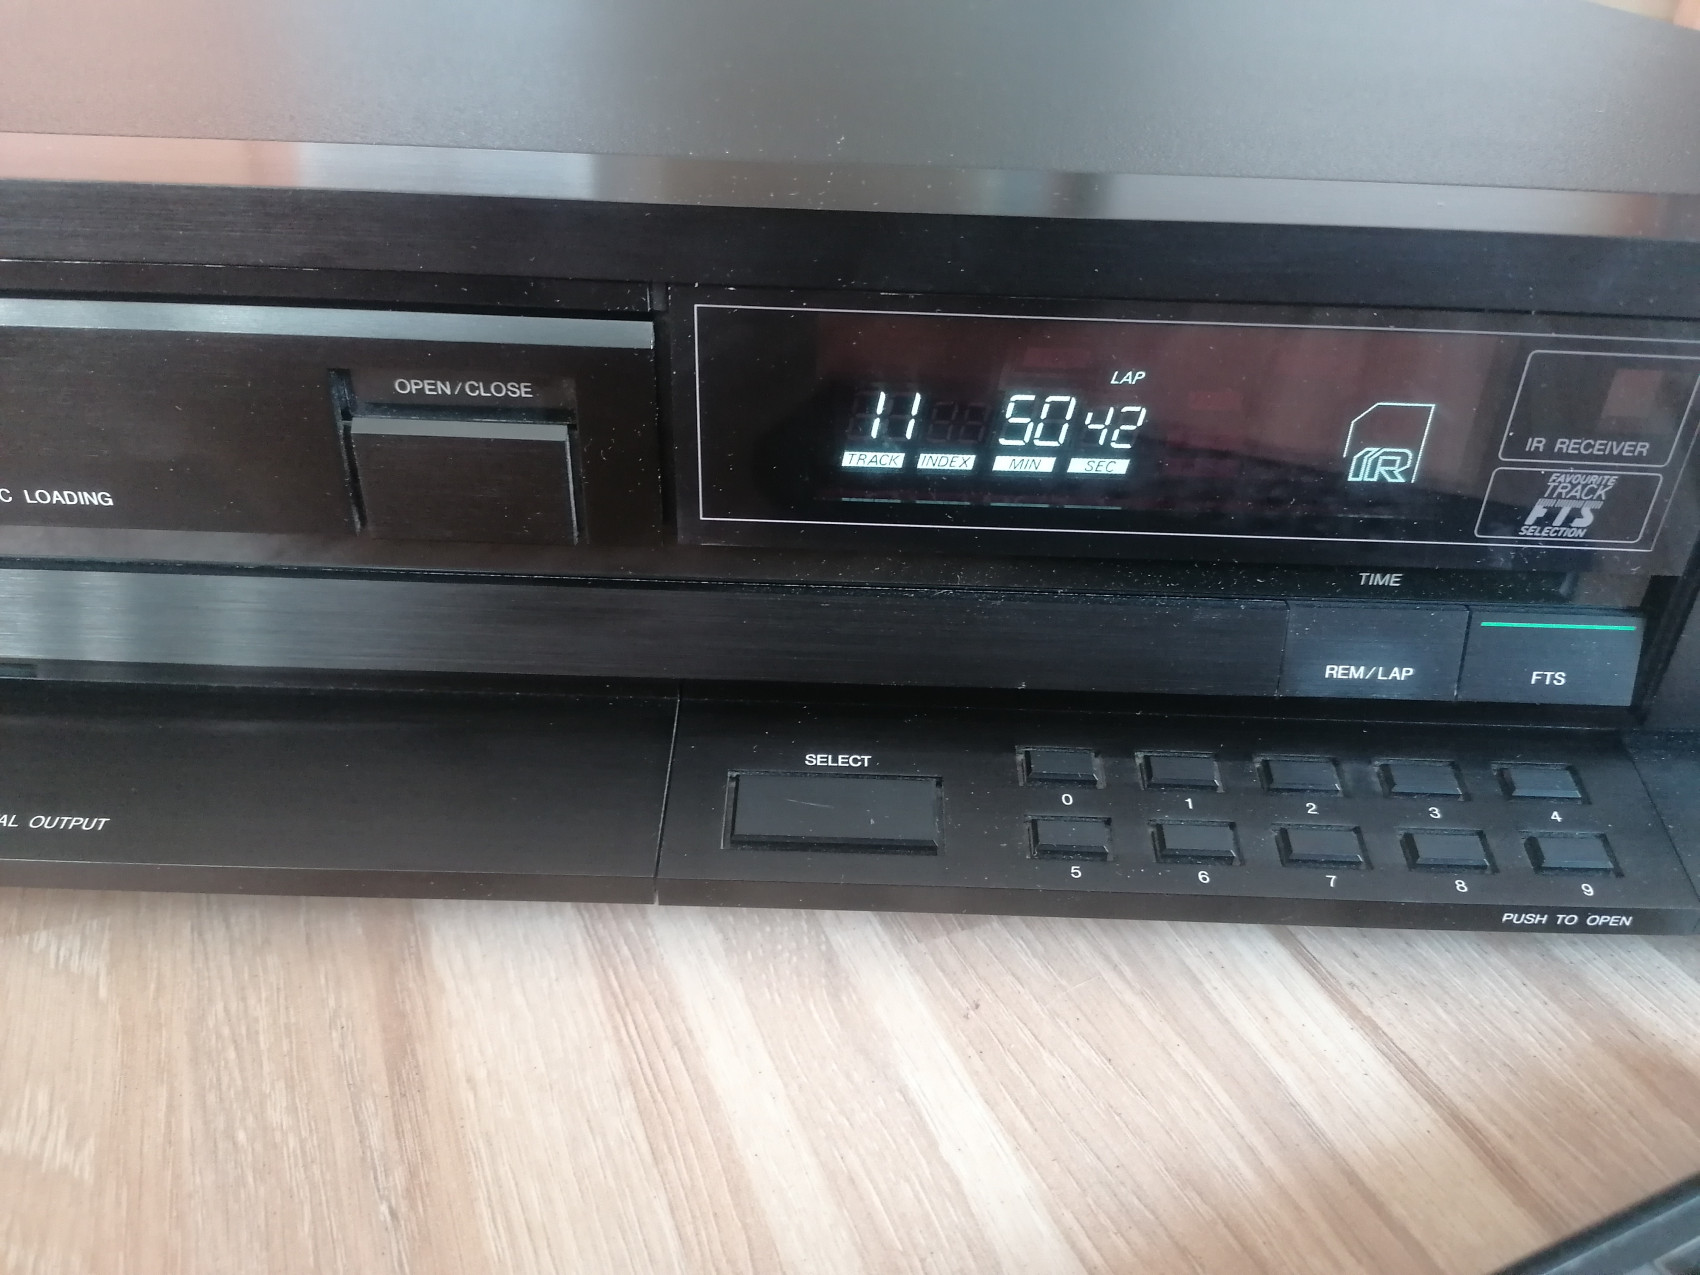 OPEN/CLOSE
C LOADING
LAP
11 50 42
TRACK INDEX MIN SEC
IR
IR RECEIVER
FAVOURITE
TRACK
FTS
SELECTION
TIME
REM/LAP
FTS
SELECT
0 1 2 3 4
5 6 7 8 9
AL OUTPUT
PUSH TO OPEN